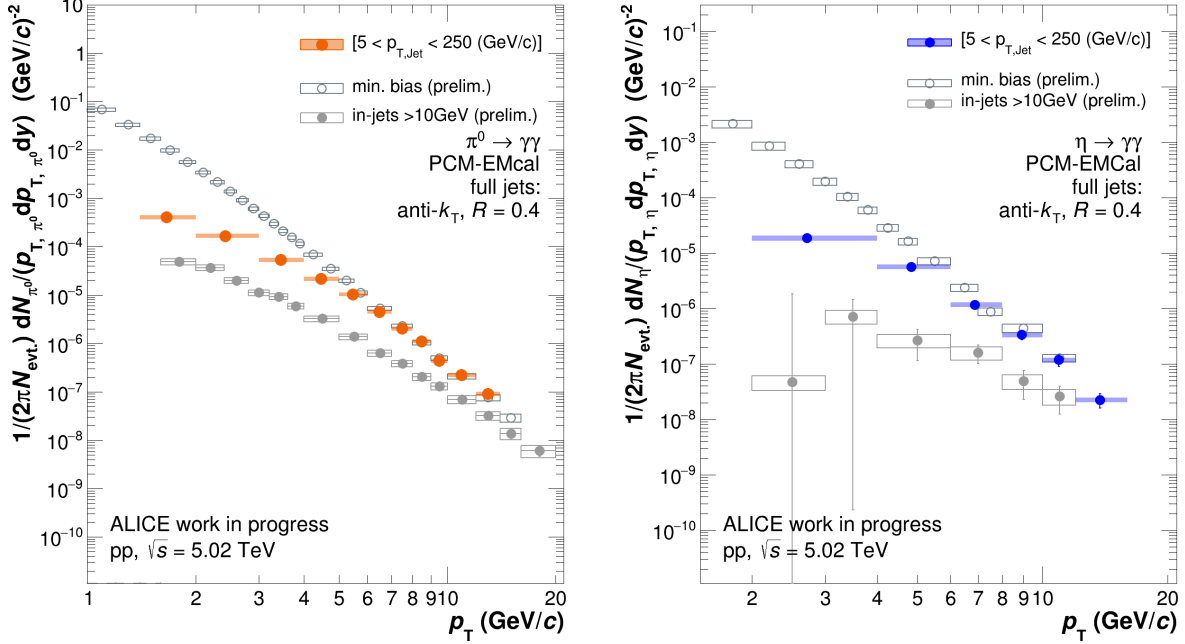 1/(2πN_evt.) dN_π⁰/(p_T, π⁰ dp_T, π⁰ dy) (GeV/c)⁻²
10
1
10⁻¹
10⁻²
10⁻³
10⁻⁴
10⁻⁵
10⁻⁶
10⁻⁷
10⁻⁸
10⁻⁹
10⁻¹⁰
[5 < p_T,Jet < 250 (GeV/c)]
min. bias (prelim.)
in-jets >10GeV (prelim.)
π⁰ → γγ
PCM-EMcal
full jets:
anti-k_T, R = 0.4
ALICE work in progress
pp, √s = 5.02 TeV
1 2 3 4 5 6 7 8 9 10 20
p_T (GeV/c)
1/(2πN_evt.) dN_η/(p_T, η dp_T, η dy) (GeV/c)⁻²
10⁻¹
10⁻²
10⁻³
10⁻⁴
10⁻⁵
10⁻⁶
10⁻⁷
10⁻⁸
10⁻⁹
10⁻¹⁰
[5 < p_T,Jet < 250 (GeV/c)]
min. bias (prelim.)
in-jets >10GeV (prelim.)
η → γγ
PCM-EMCal
full jets:
anti-k_T, R = 0.4
ALICE work in progress
pp, √s = 5.02 TeV
2 3 4 5 6 7 8 9 10 20
p_T (GeV/c)